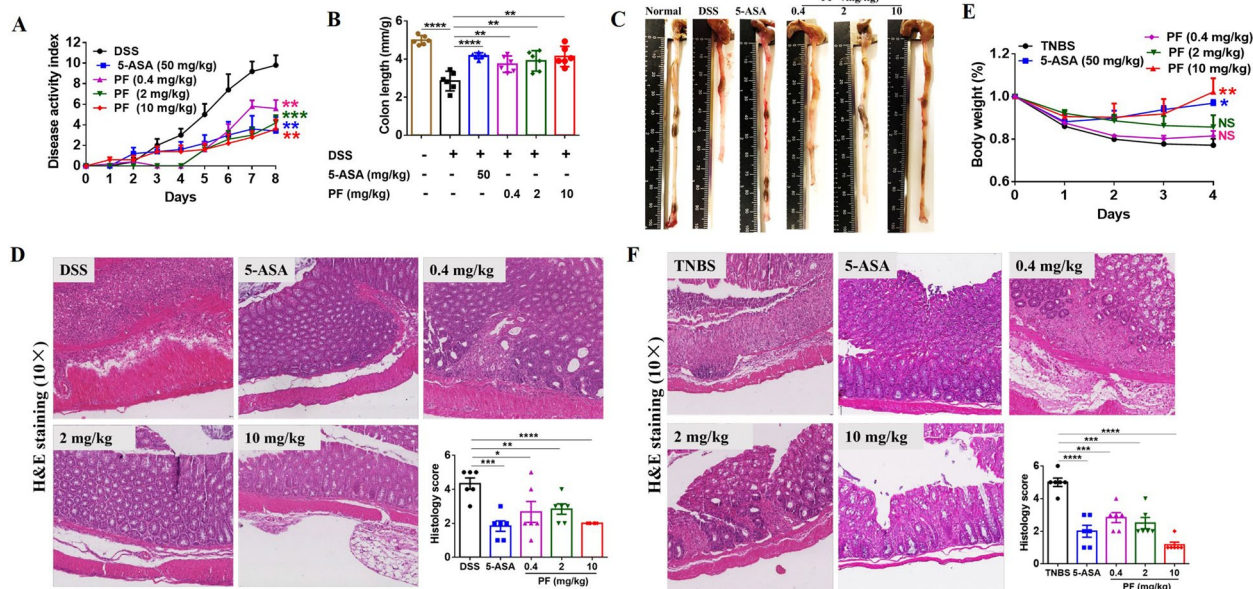 A
Disease activity index
15
10
5
0
0 1 2 3 4 5 6 7 8
Days
DSS
5-ASA (50 mg/kg)
PF (0.4 mg/kg)
PF (2 mg/kg)
PF (10 mg/kg)
**
***
**
**
B
Colon length (mm/g)
6
4
2
0
**** ** ** ** ****
DSS - + + + + +
5-ASA (mg/kg) - - 50 - - -
PF (mg/kg) - - - 0.4 2 10
C
Normal DSS 5-ASA 0.4 2 10
E
Body weight (%)
1.2
1.0
0.8
0.6
0 1 2 3 4
Days
TNBS
5-ASA (50 mg/kg)
PF (0.4 mg/kg)
PF (2 mg/kg)
PF (10 mg/kg)
**
*
NS
NS
D
H&E staining (10×)
DSS
5-ASA
0.4 mg/kg
2 mg/kg
10 mg/kg
Histology score
6
4
2
0
****
**
*
***
DSS 5-ASA 0.4 2 10
PF (mg/kg)
F
H&E staining (10×)
TNBS
5-ASA
0.4 mg/kg
2 mg/kg
10 mg/kg
Histology score
6
4
2
0
****
***
***
****
TNBS 5-ASA 0.4 2 10
PF (mg/kg)